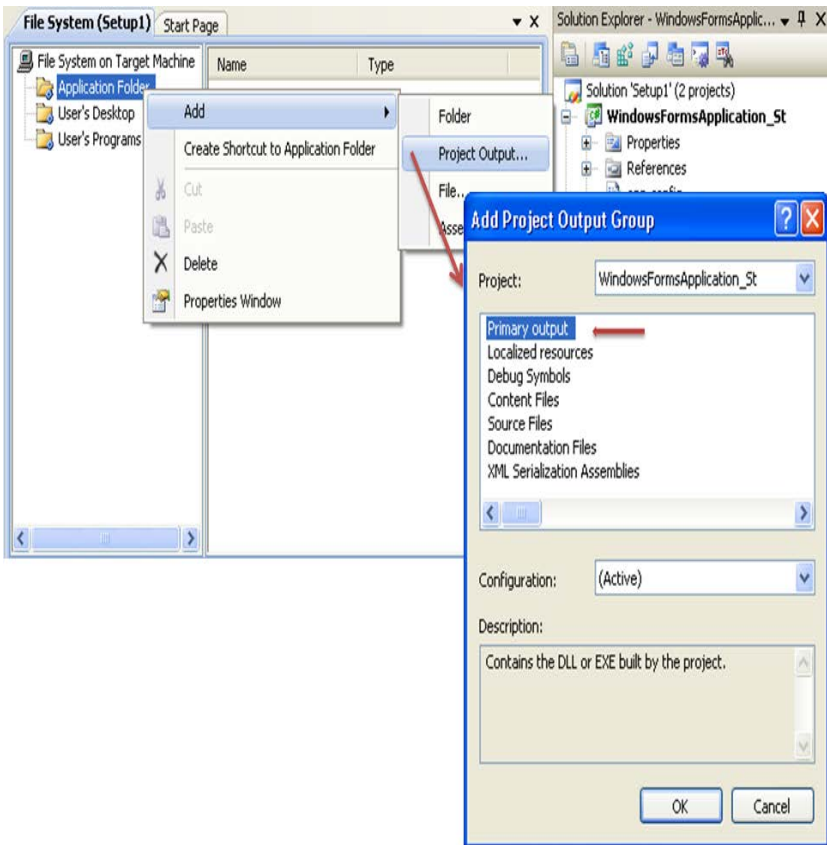 File System (Setup1) Start Page
File System on Target Machine
Application Folder
User's Desktop
User's Programs
Name Type
Add
Create Shortcut to Application Folder
Cut
Paste
Delete
Properties Window
Folder
Project Output...
File...
Asse
Solution Explorer - WindowsFormsApplic...
Solution 'Setup1' (2 projects)
WindowsFormsApplication_St
Properties
References
Add Project Output Group
Project: WindowsFormsApplication_St
Primary output
Localized resources
Debug Symbols
Content Files
Source Files
Documentation Files
XML Serialization Assemblies
Configuration: (Active)
Description:
Contains the DLL or EXE built by the project.
OK Cancel